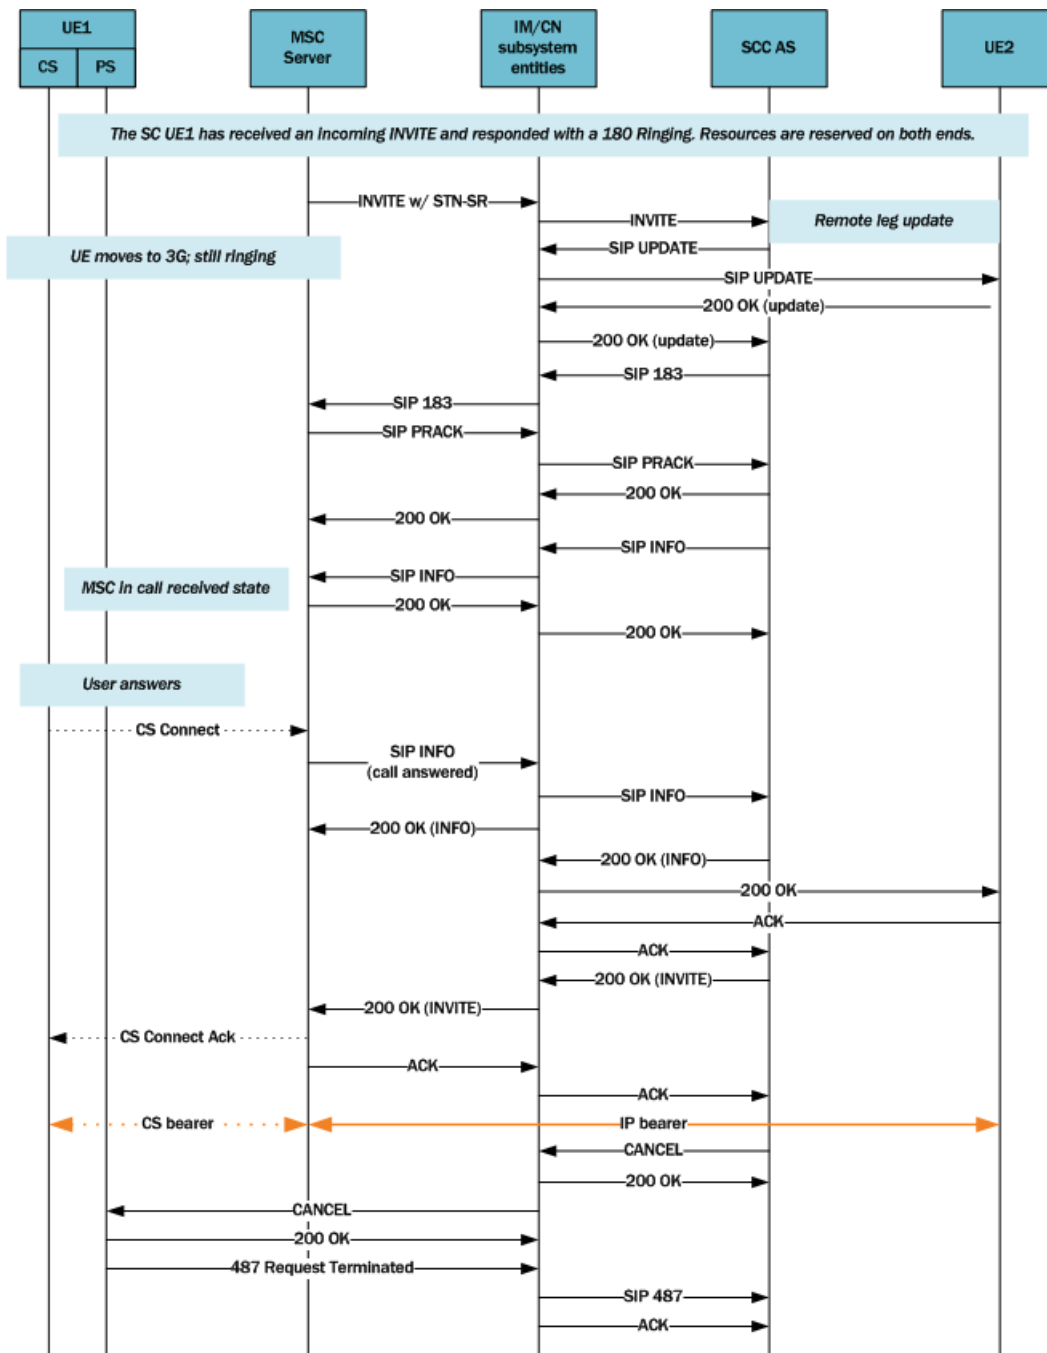 UE1
CS
PS
MSC
Server
IM/CN
subsystem
entities
SCC AS
UE2
The SC UE1 has received an incoming INVITE and responded with a 180 Ringing. Resources are reserved on both ends.
INVITE w/ STN-SR
INVITE
Remote leg update
SIP UPDATE
UE moves to 3G; still ringing
SIP UPDATE
200 OK (update)
200 OK (update)
SIP 183
SIP 183
SIP PRACK
SIP PRACK
200 OK
200 OK
SIP INFO
SIP INFO
MSC in call received state
200 OK
200 OK
User answers
CS Connect
SIP INFO
(call answered)
SIP INFO
200 OK (INFO)
200 OK (INFO)
200 OK
ACK
ACK
200 OK (INVITE)
200 OK (INVITE)
CS Connect Ack
ACK
ACK
CS bearer
IP bearer
CANCEL
200 OK
CANCEL
200 OK
487 Request Terminated
SIP 487
ACK